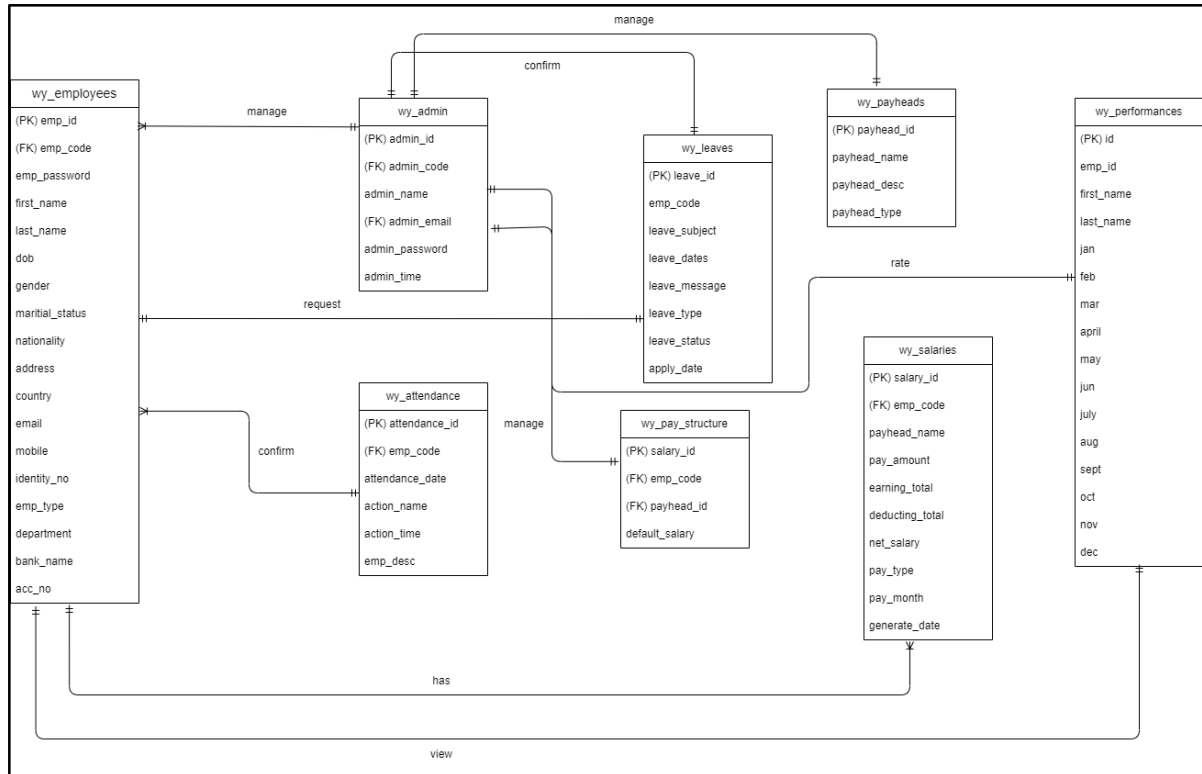 manage
confirm
wy_employees
(PK) emp_id
(FK) emp_code
emp_password
first_name
last_name
dob
gender
maritial_status
nationality
address
country
email
mobile
identity_no
emp_type
department
bank_name
acc_no
manage
wy_admin
(PK) admin_id
(FK) admin_code
admin_name
(FK) admin_email
admin_password
admin_time
wy_leaves
(PK) leave_id
emp_code
leave_subject
leave_dates
leave_message
leave_type
leave_status
apply_date
wy_payheads
(PK) payhead_id
payhead_name
payhead_desc
payhead_type
wy_performances
(PK) id
emp_id
first_name
last_name
jan
feb
mar
april
may
jun
july
aug
sept
oct
nov
dec
rate
request
wy_attendance
(PK) attendance_id
(FK) emp_code
attendance_date
action_name
action_time
emp_desc
confirm
manage
wy_pay_structure
(PK) salary_id
(FK) emp_code
(FK) payhead_id
default_salary
wy_salaries
(PK) salary_id
(FK) emp_code
payhead_name
pay_amount
earning_total
deducting_total
net_salary
pay_type
pay_month
generate_date
has
view